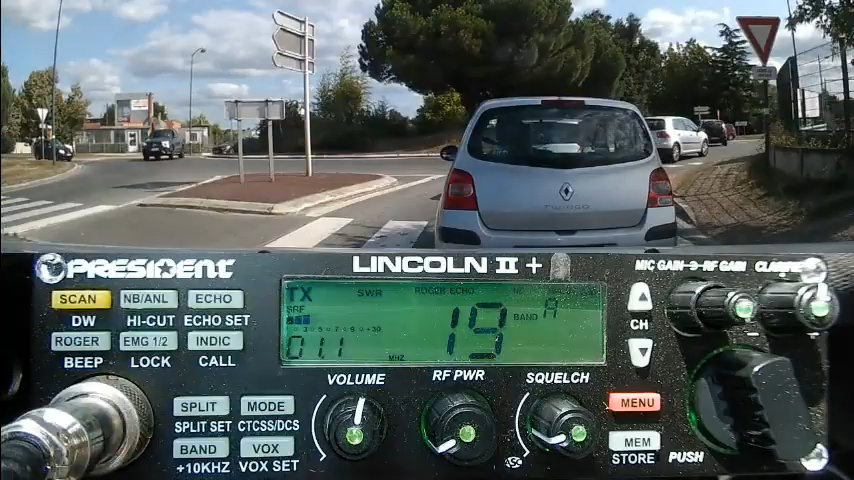 TWINGO
PRESIDENT
LINCOLN II +
MIC GAIN RF GAIN
SCAN NB/ANL ECHO
DW HI-CUT ECHO SET
ROGER EMG 1/2 INDIC
BEEP LOCK CALL
TX SWR ROGER ECHO
19 BAND A
MHZ
CH
VOLUME RF PWR SQUELCH
SPLIT MODE
SPLIT SET CTCSS/DCS
BAND VOX
+10KHZ VOX SET
ASC
MENU
MEM
STORE PUSH